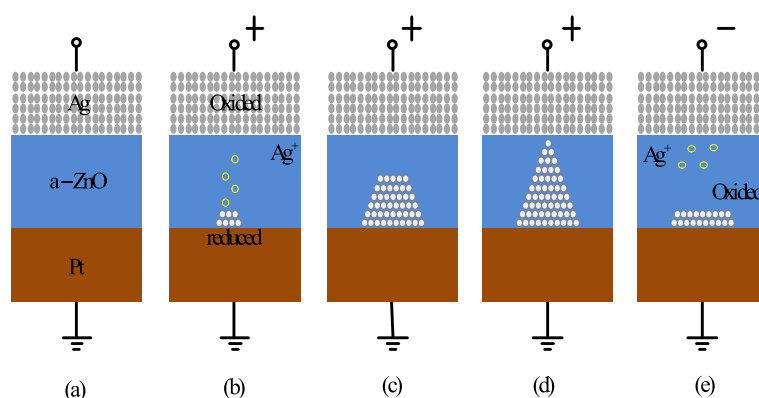 + + + −
Ag Oxided
Ag⁺ Ag⁺
a−ZnO Oxided
reduced
Pt
(a) (b) (c) (d) (e)